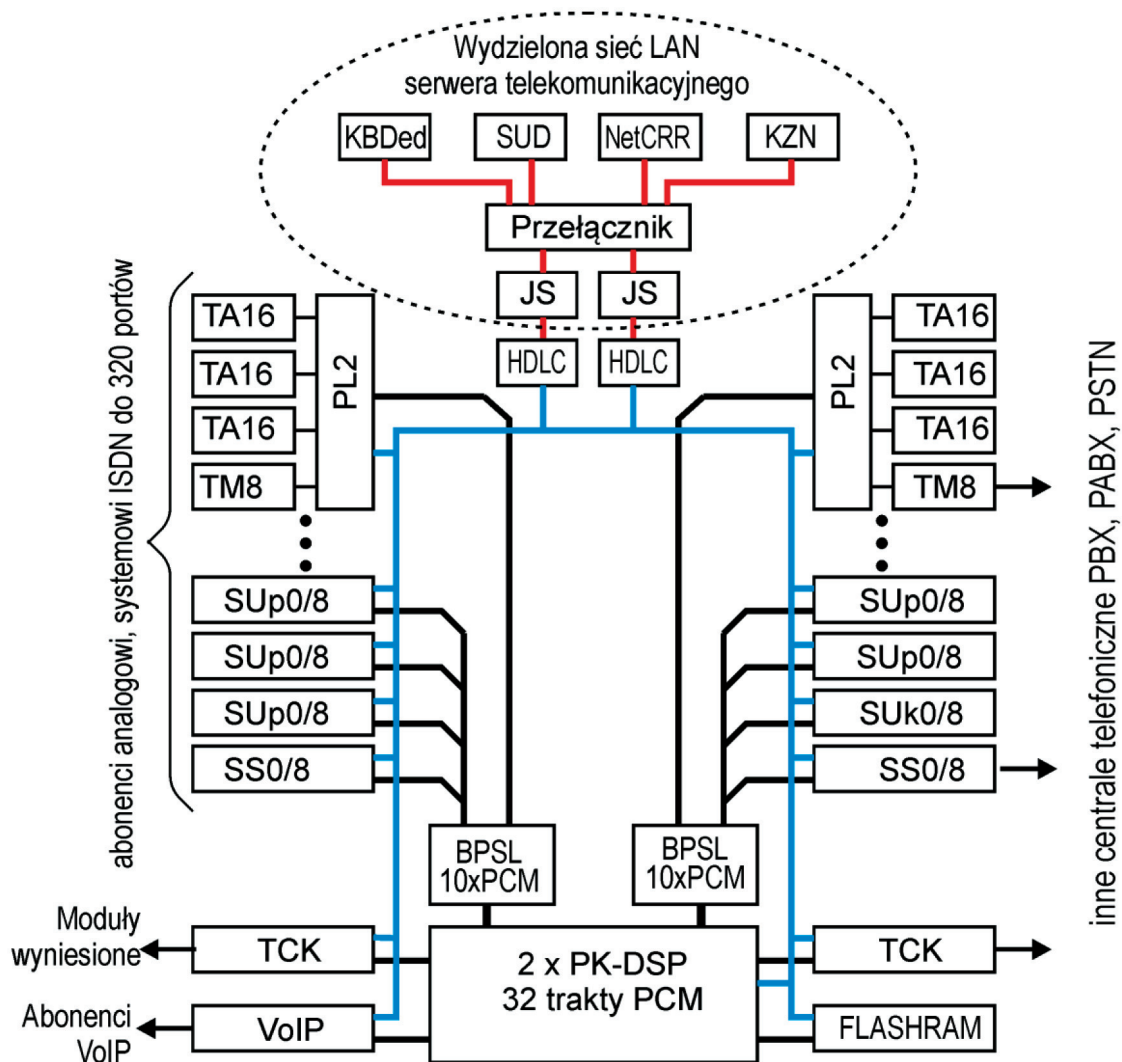 Wydzielona sieć LAN
serwera telekomunikacyjnego
KBDed
SUD
NetCRR
KZN
Przełącznik
JS
JS
HDLC
HDLC
abonenci analogowi, systemowi ISDN do 320 portów
TA16
TA16
TA16
TM8
PL2
SUp0/8
SUp0/8
SUp0/8
SS0/8
PL2
TA16
TA16
TA16
TM8
SUp0/8
SUp0/8
SUk0/8
SS0/8
inne centrale telefoniczne PBX, PABX, PSTN
BPSL
10xPCM
BPSL
10xPCM
Moduły
wyniesione
TCK
2 x PK-DSP
32 trakty PCM
TCK
Abonenci
VoIP
VoIP
FLASHRAM